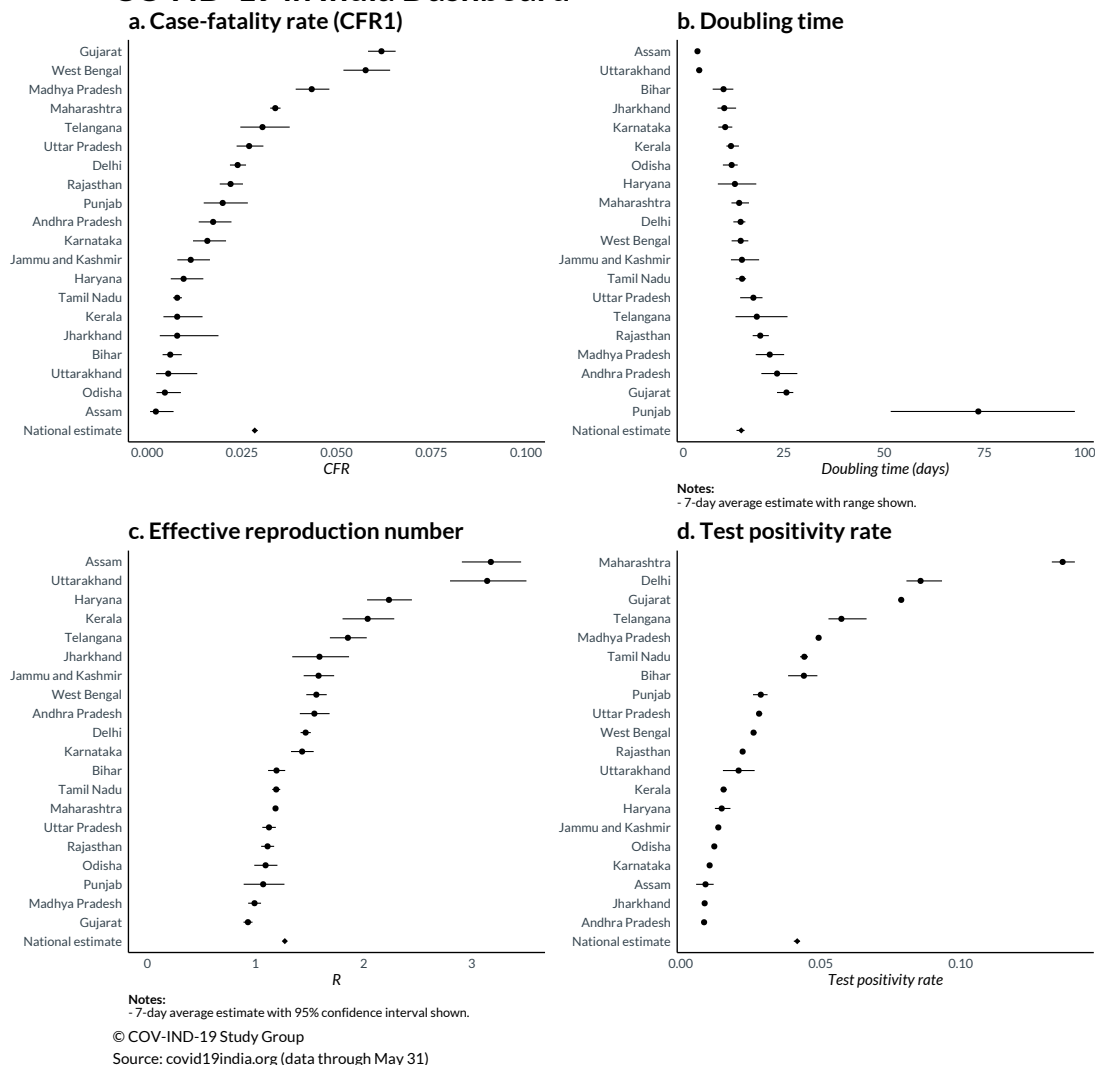 a. Case-fatality rate (CFR1)
Gujarat
West Bengal
Madhya Pradesh
Maharashtra
Telangana
Uttar Pradesh
Delhi
Rajasthan
Punjab
Andhra Pradesh
Karnataka
Jammu and Kashmir
Haryana
Tamil Nadu
Kerala
Jharkhand
Bihar
Uttarakhand
Odisha
Assam
National estimate
0.000 0.025 0.050 0.075 0.100
CFR
b. Doubling time
Assam
Uttarakhand
Bihar
Jharkhand
Karnataka
Kerala
Odisha
Haryana
Maharashtra
Delhi
West Bengal
Jammu and Kashmir
Tamil Nadu
Uttar Pradesh
Telangana
Rajasthan
Madhya Pradesh
Andhra Pradesh
Gujarat
Punjab
National estimate
0 25 50 75 100
Doubling time (days)
Notes:
- 7-day average estimate with range shown.
c. Effective reproduction number
Assam
Uttarakhand
Haryana
Kerala
Telangana
Jharkhand
Jammu and Kashmir
West Bengal
Andhra Pradesh
Delhi
Karnataka
Bihar
Tamil Nadu
Maharashtra
Uttar Pradesh
Rajasthan
Odisha
Punjab
Madhya Pradesh
Gujarat
National estimate
0 1 2 3
R
Notes:
- 7-day average estimate with 95% confidence interval shown.
d. Test positivity rate
Maharashtra
Delhi
Gujarat
Telangana
Madhya Pradesh
Tamil Nadu
Bihar
Punjab
Uttar Pradesh
West Bengal
Rajasthan
Uttarakhand
Kerala
Haryana
Jammu and Kashmir
Odisha
Karnataka
Assam
Jharkhand
Andhra Pradesh
National estimate
0.00 0.05 0.10
Test positivity rate
© COV-IND-19 Study Group
Source: covid19india.org (data through May 31)